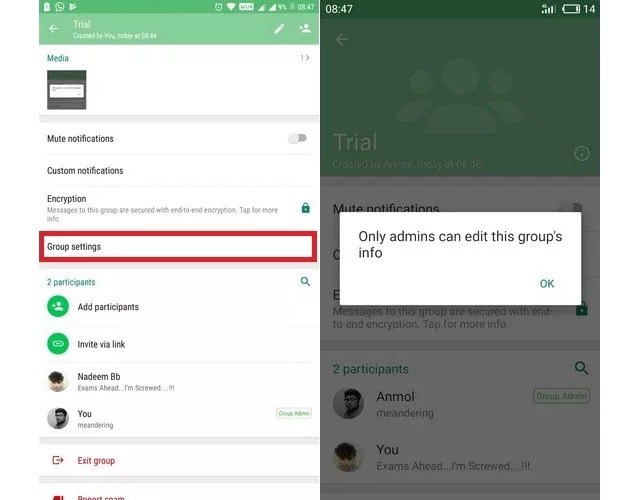 9% 08:47
Trial
Created by You, today at 08:46
Media
1 >
Mute notifications
Custom notifications
Encryption
Messages to this group are secured with end-to-end encryption. Tap for more
info.
Group settings
2 participants
Add participants
Invite via link
Nadeem Bb
Exams Ahead...I'm Screwed....!!!
You
Group Admin
meandering
Exit group
Report spam
08:47
14
Trial
Created by Anmol, today at 08:46
Mute notifications
Only admins can edit this group's
info
OK
Messages to this group are secured with end-
to-end encryption. Tap for more info.
2 participants
Anmol
Group Admin
meandering
You
Exams Ahead...I'm Screwed....!!!